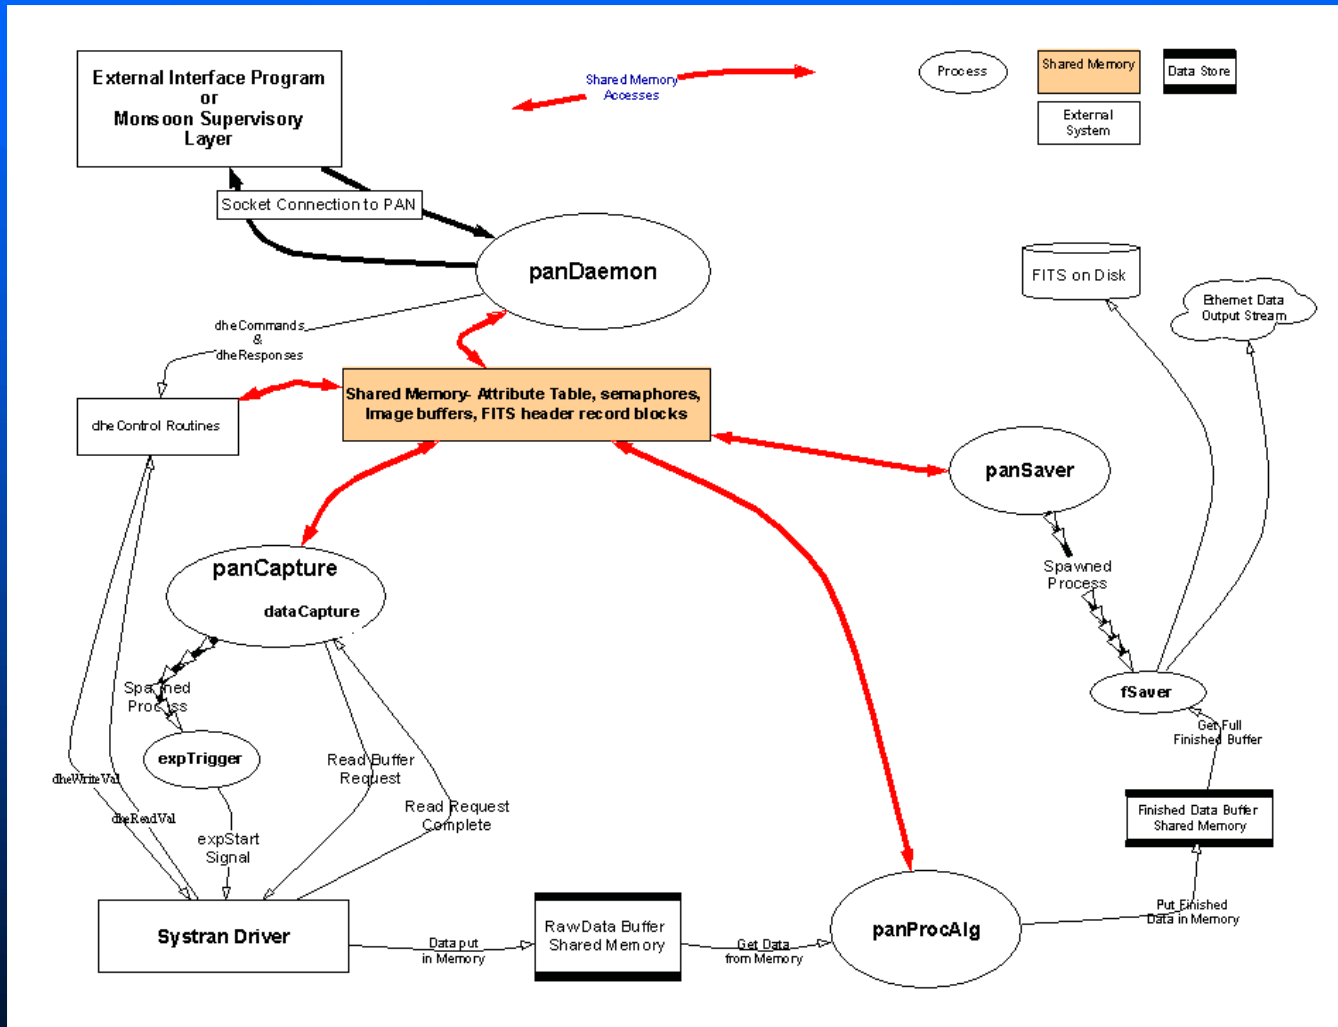 External Interface Program
or
Monsoon Supervisory
Layer
Shared Memory
Accesses
Process
Shared Memory
Data Store
External
System
Socket Connection to PAN
panDaemon
FITS on Disk
Ethernet Data
Output Stream
dheCommands
&
dheResponses
Shared Memory- Attribute Table, semaphores,
Image buffers, FITS header record blocks
dheControl Routines
panSaver
panCapture
dataCapture
Spawned
Process
Spawned
Process
fSaver
Get Full
Finished Buffer
expTrigger
Read Buffer
Request
dheWriteVal
dheReadVal
Read Request
Complete
expStart
Signal
Finished Data Buffer
Shared Memory
Systran Driver
Data put
in Memory
RawData Buffer
Shared Memory
Get Data
from Memory
panProcAlg
Put Finished
Data in Memory